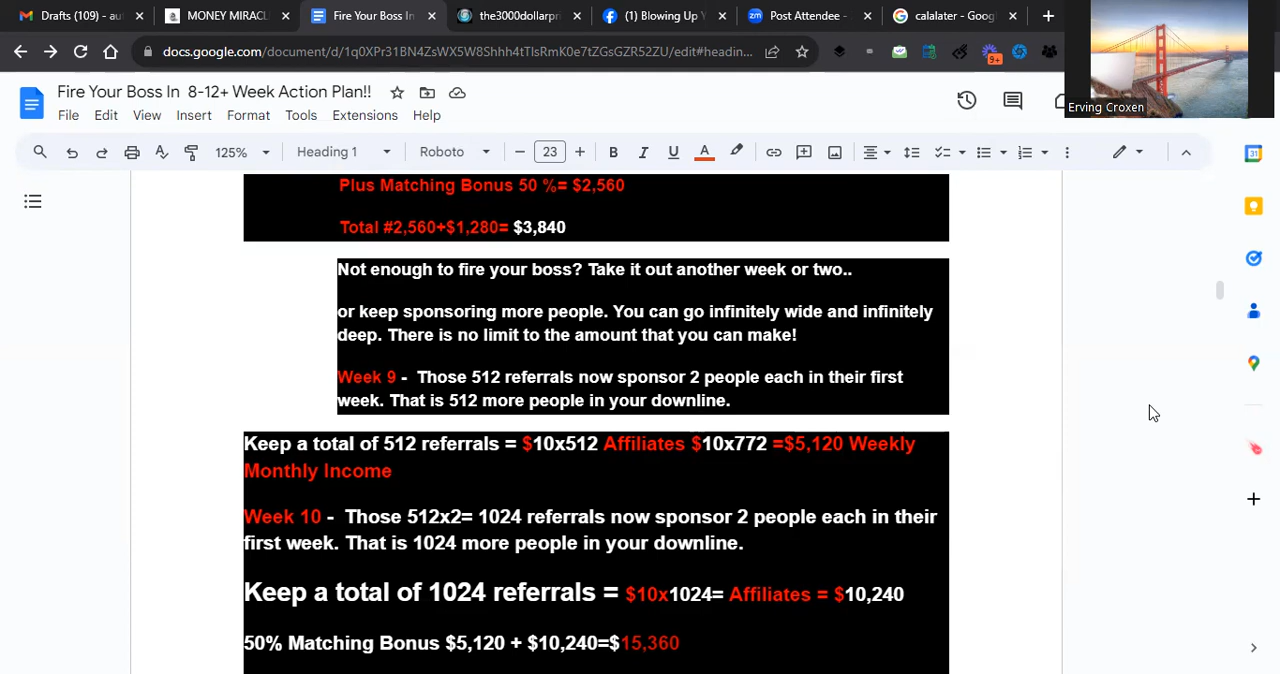 Drafts (109) - au
MONEY MIRACL
Fire Your Boss In
the3000dollarpri
(1) Blowing Up Y
Post Attendee -
calalater - Goog
docs.google.com/document/d/1q0XPr31BN4ZsWX5W8Shhh4tTlsRmK0e7tZGsGZR52ZU/edit#headin...
9+
Erving Croxen
Fire Your Boss In 8-12+ Week Action Plan!!
File Edit View Insert Format Tools Extensions Help
125% Heading 1 Roboto 23
Plus Matching Bonus 50 %= $2,560
Total #2,560+$1,280= $3,840
Not enough to fire your boss? Take it out another week or two..
or keep sponsoring more people. You can go infinitely wide and infinitely
deep. There is no limit to the amount that you can make!
Week 9 - Those 512 referrals now sponsor 2 people each in their first
week. That is 512 more people in your downline.
Keep a total of 512 referrals = $10x512 Affiliates $10x772 =$5,120 Weekly
Monthly Income
Week 10 - Those 512x2= 1024 referrals now sponsor 2 people each in their
first week. That is 1024 more people in your downline.
Keep a total of 1024 referrals = $10x1024= Affiliates = $10,240
50% Matching Bonus $5,120 + $10,240=$15,360